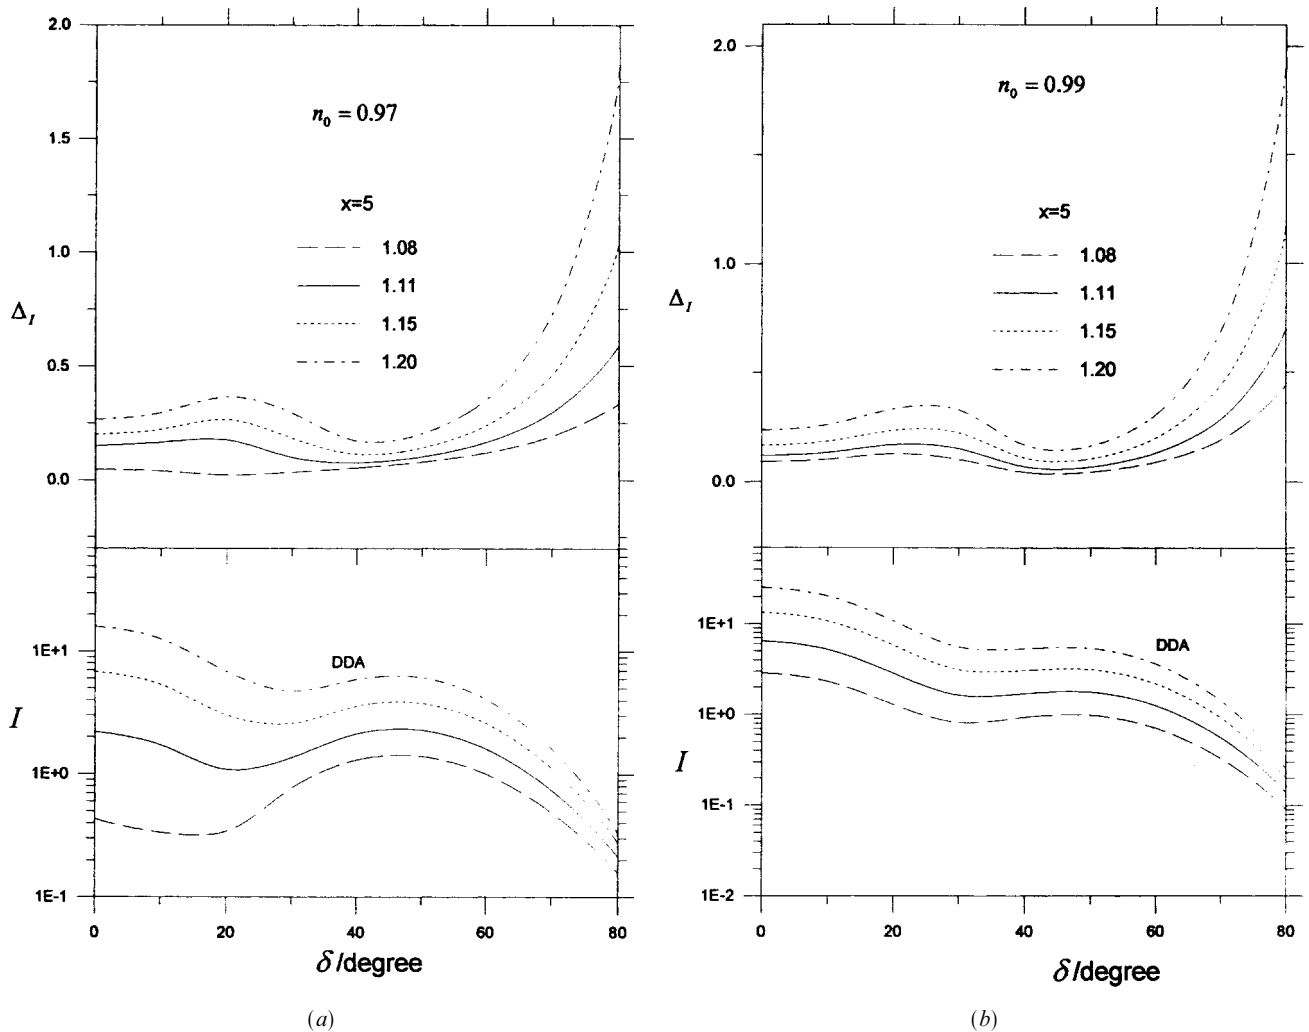 2.0
n₀ = 0.97
1.5
x=5
1.08
1.0
1.11
Δ_I
1.15
1.20
0.5
0.0
1E+1
DDA
I
1E+0
1E-1
0 20 40 60 80
δ/degree
(a)
2.0
n₀ = 0.99
x=5
1.08
1.0
1.11
Δ_I
1.15
1.20
0.0
1E+1
DDA
1E+0
I
1E-1
1E-2
0 20 40 60 80
δ/degree
(b)